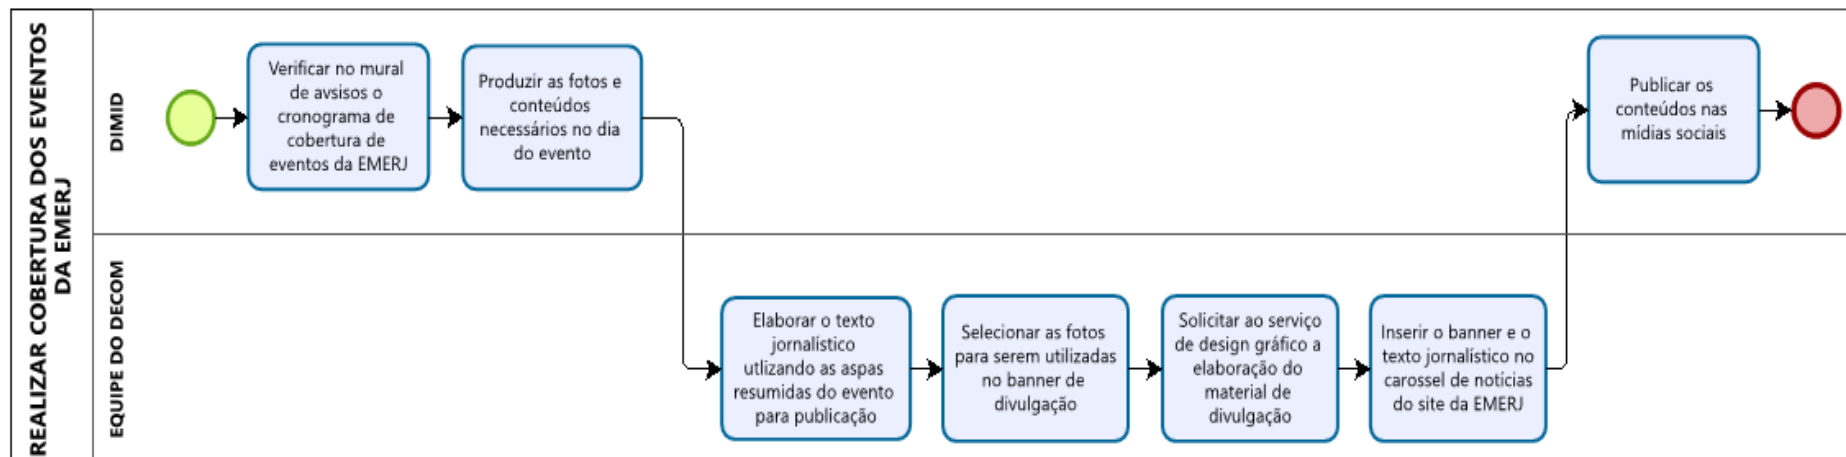 REALIZAR COBERTURA DOS EVENTOS
DA EMERJ
DIMID
Verificar no mural
de avsisos o
cronograma de
cobertura de
eventos da EMERJ
Produzir as fotos e
conteúdos
necessários no dia
do evento
Publicar os
conteúdos nas
mídias sociais
EQUIPE DO DECOM
Elaborar o texto
jornalístico
utlizando as aspas
resumidas do evento
para publicação
Selecionar as fotos
para serem utilizadas
no banner de
divulgação
Solicitar ao serviço
de design gráfico a
elaboração do
material de
divulgação
Inserir o banner e o
texto jornalístico no
carossel de notícias
do site da EMERJ